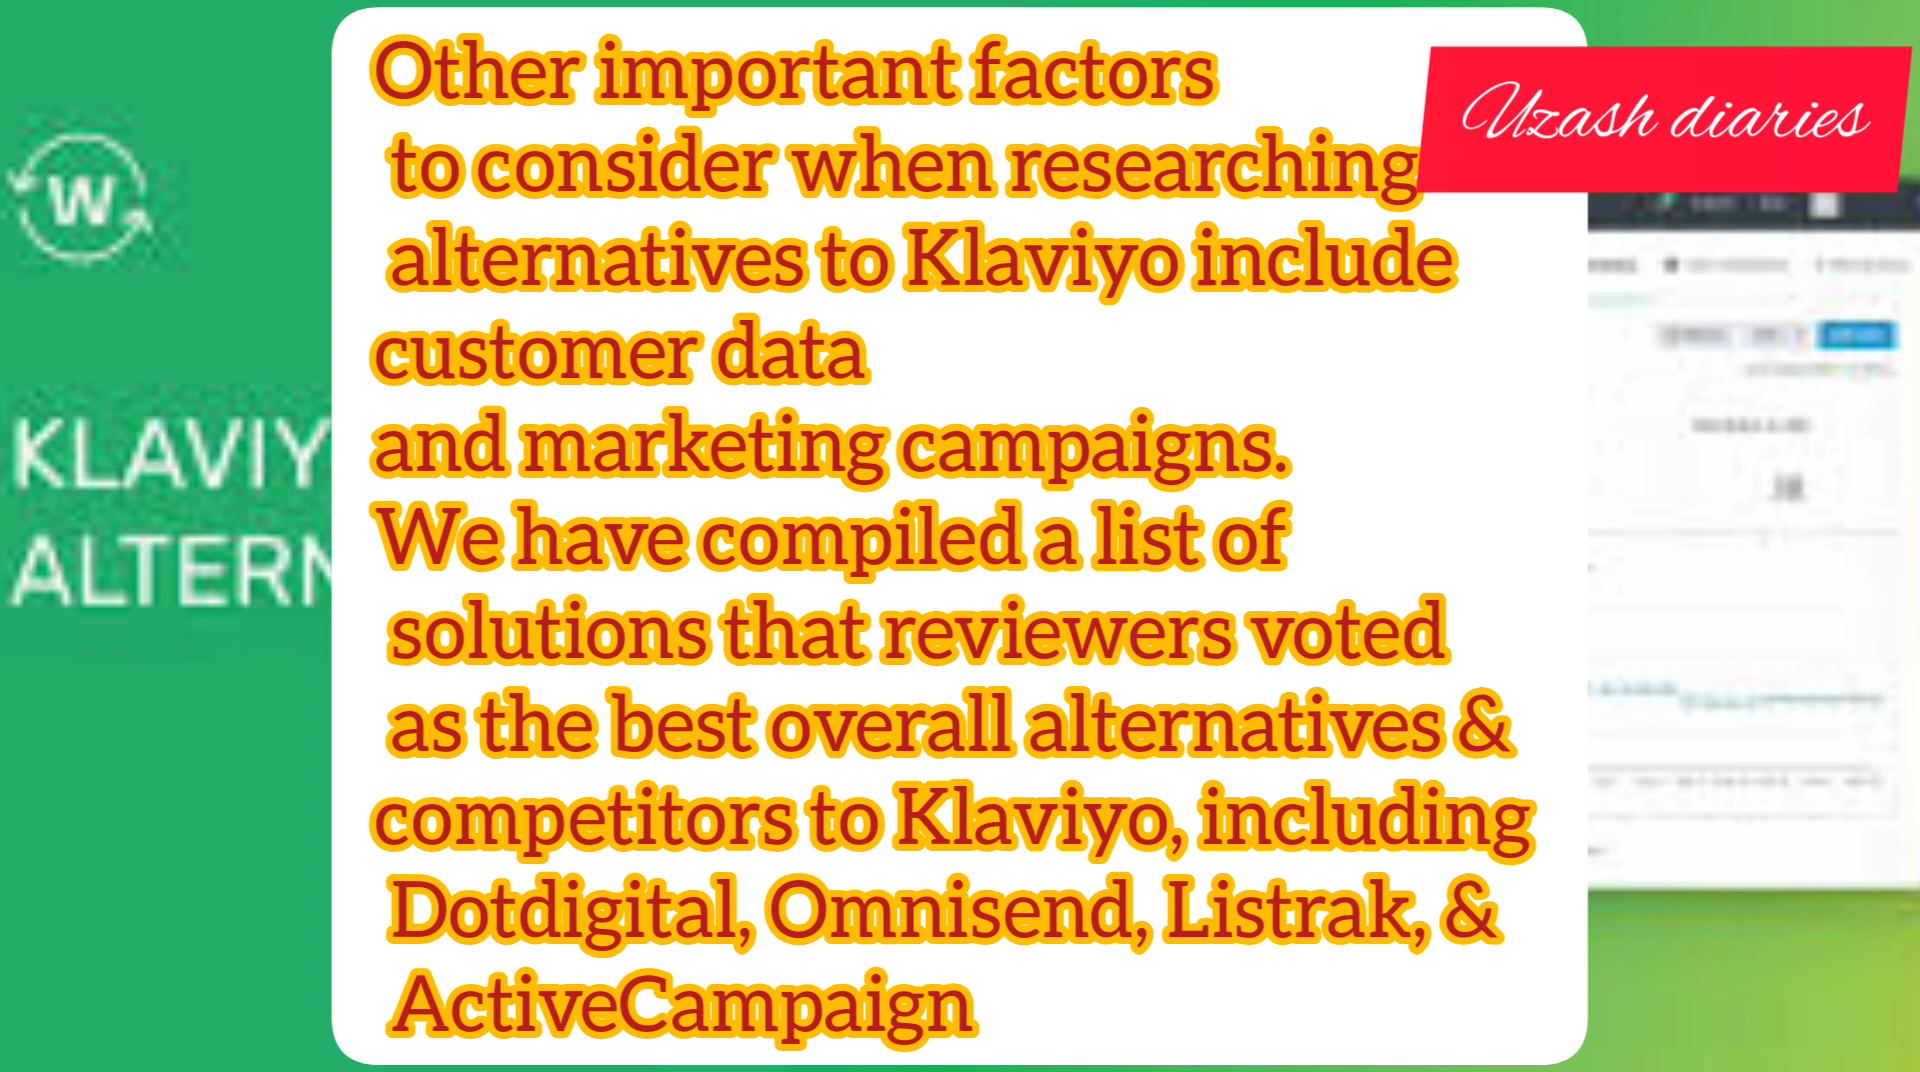 Other important factors
to consider when researching
alternatives to Klaviyo include
customer data
and marketing campaigns.
We have compiled a list of
solutions that reviewers voted
as the best overall alternatives &
competitors to Klaviyo, including
Dotdigital, Omnisend, Listrak, &
ActiveCampaign
Uzash diaries
W
KLAVIY
ALTERN